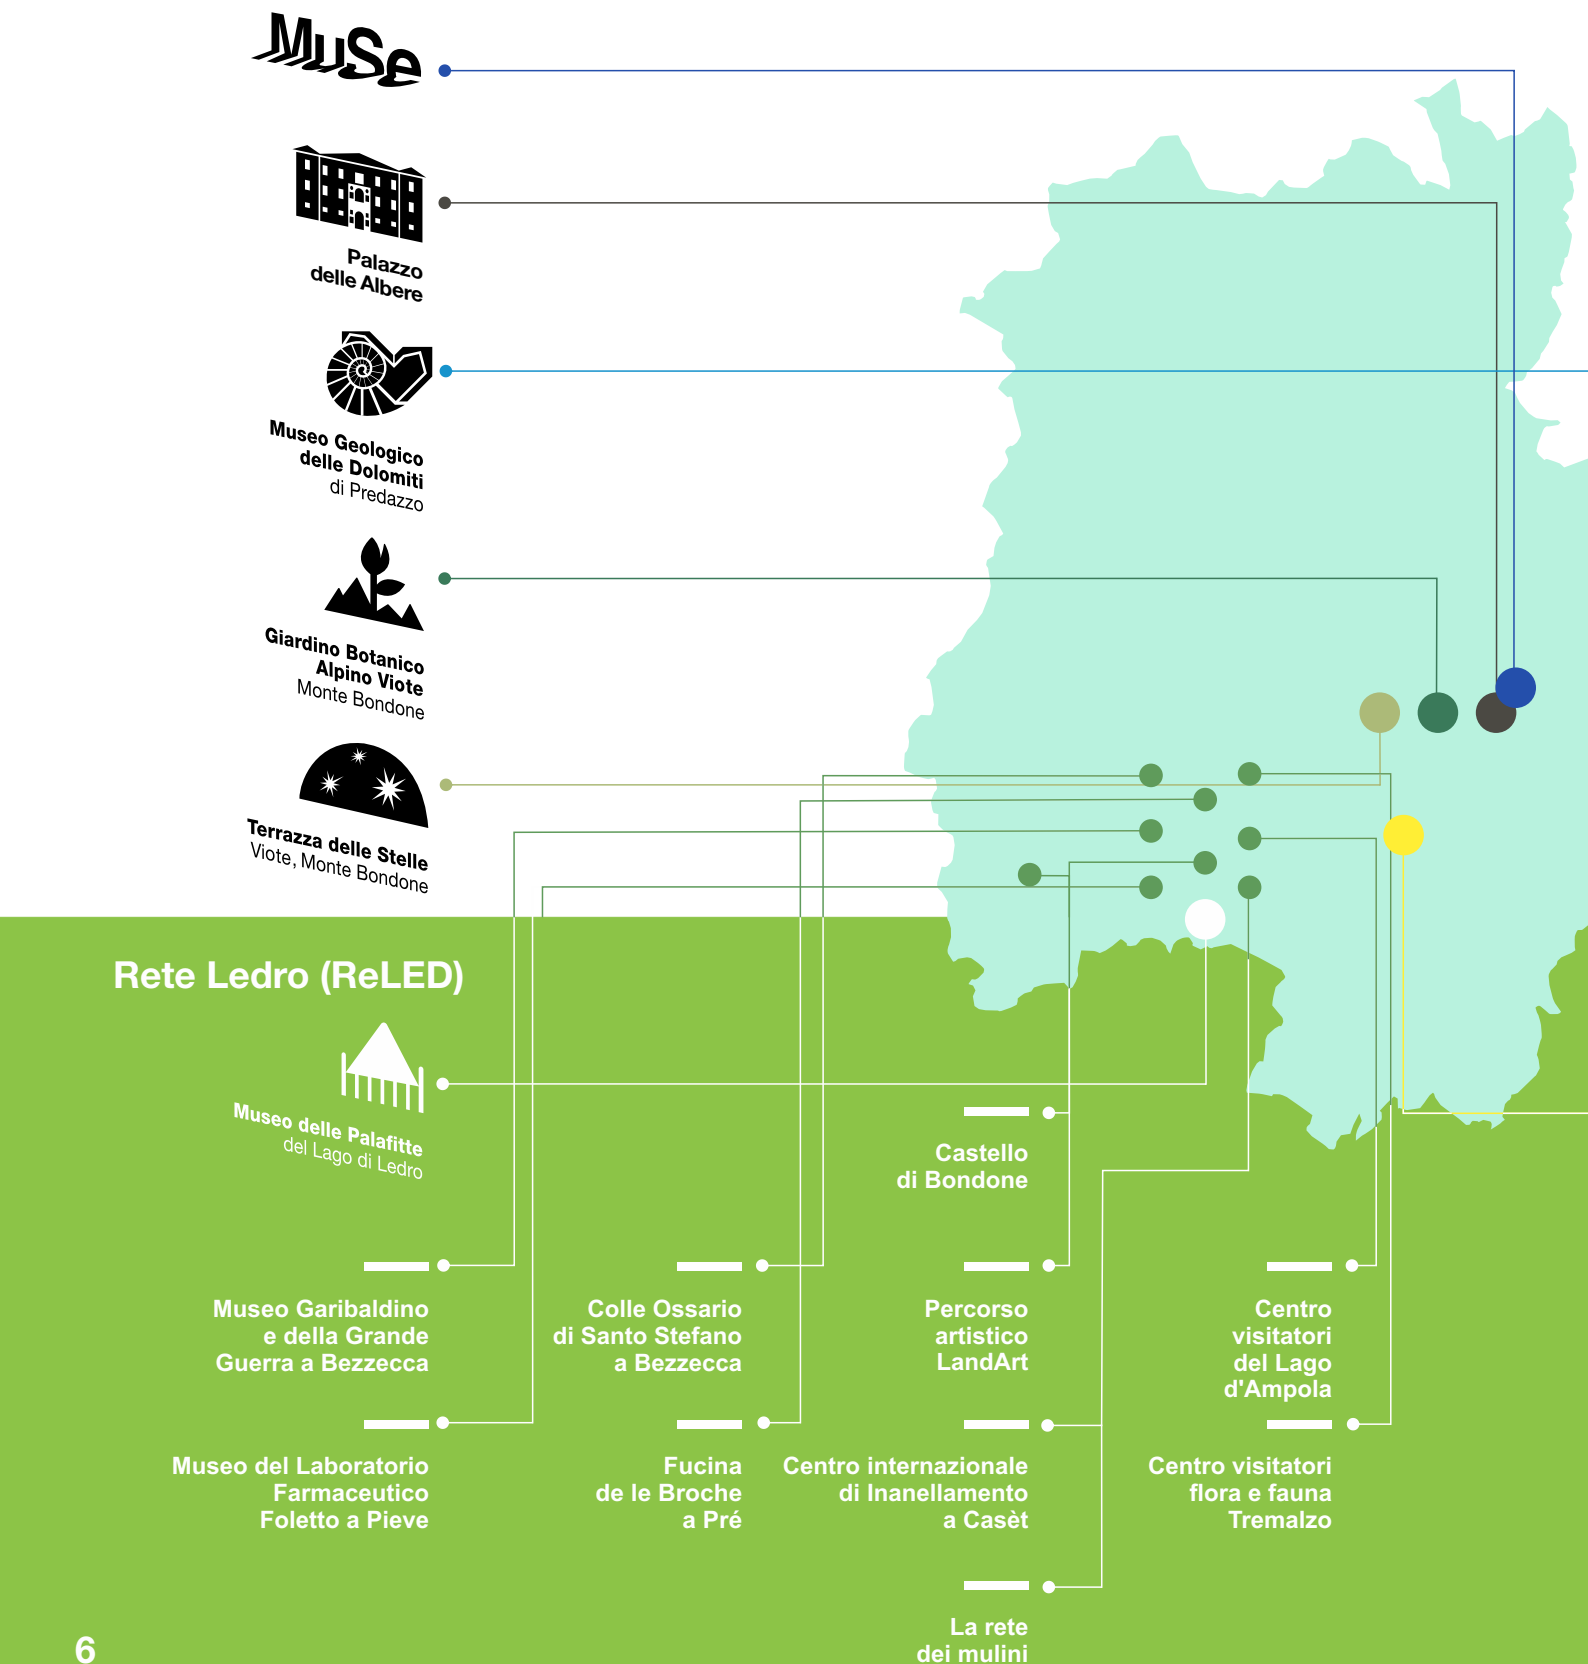 MuSe
Palazzo
delle Albere
Museo Geologico
delle Dolomiti
di Predazzo
Giardino Botanico
Alpino Viote
Monte Bondone
Terrazza delle Stelle
Viote, Monte Bondone
Rete Ledro (ReLED)
Museo delle Palafitte
del Lago di Ledro
Castello
di Bondone
Museo Garibaldino
e della Grande
Guerra a Bezzecca
Colle Ossario
di Santo Stefano
a Bezzecca
Percorso
artistico
LandArt
Centro
visitatori
del Lago
d'Ampola
Museo del Laboratorio
Farmaceutico
Foletto a Pieve
Fucina
de le Broche
a Pré
Centro internazionale
di Inanellamento
a Casèt
Centro visitatori
flora e fauna
Tremalzo
La rete
dei mulini
6